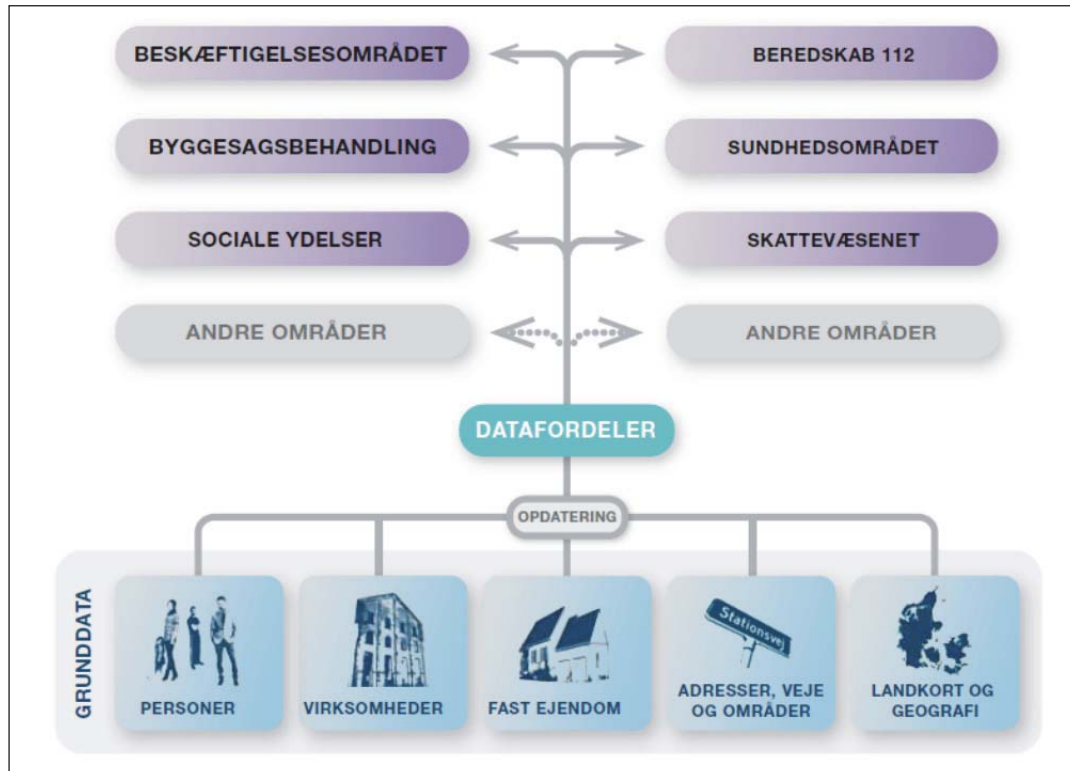 BESKÆFTIGELSESOMRÅDET
BEREDSKAB 112
BYGGESAGSBEHANDLING
SUNDHEDSOMRÅDET
SOCIALE YDELSER
SKATTEVÆSENET
ANDRE OMRÅDER
ANDRE OMRÅDER
DATAFORDELER
OPDATERING
GRUNDDATA
Stationsvej
PERSONER
VIRKSOMHEDER
FAST EJENDOM
ADRESSER, VEJE
OG OMRÅDER
LANDKORT OG
GEOGRAFI